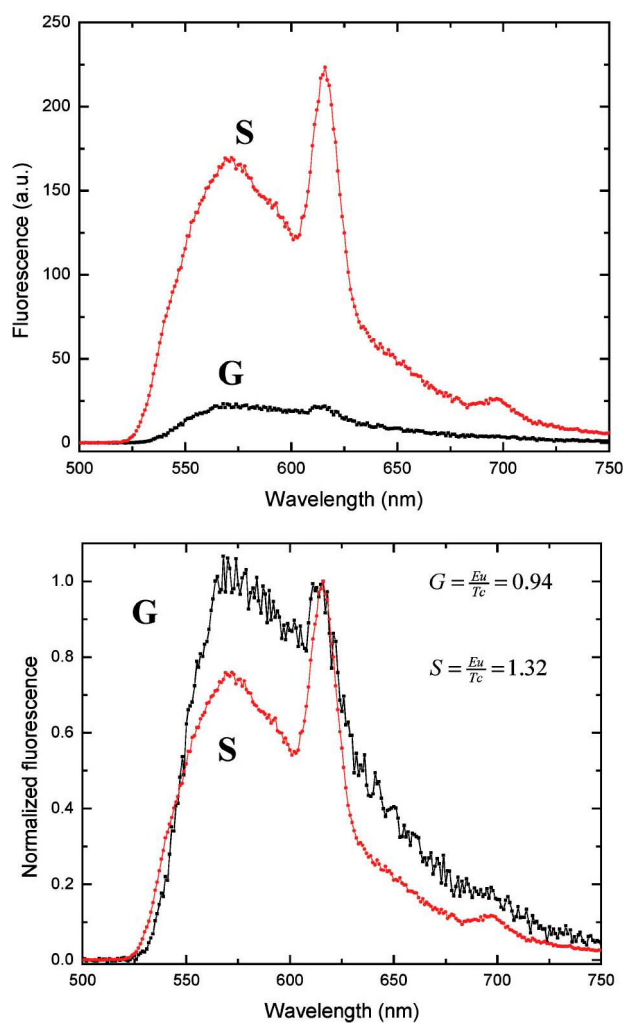 250
200
150
100
50
0
Fluorescence (a.u.)
S
G
500 550 600 650 700 750
Wavelength (nm)
1.0
0.8
0.6
0.4
0.2
0.0
Normalized fluorescence
G
S
G = Eu/Tc = 0.94
S = Eu/Tc = 1.32
500 550 600 650 700 750
Wavelength (nm)